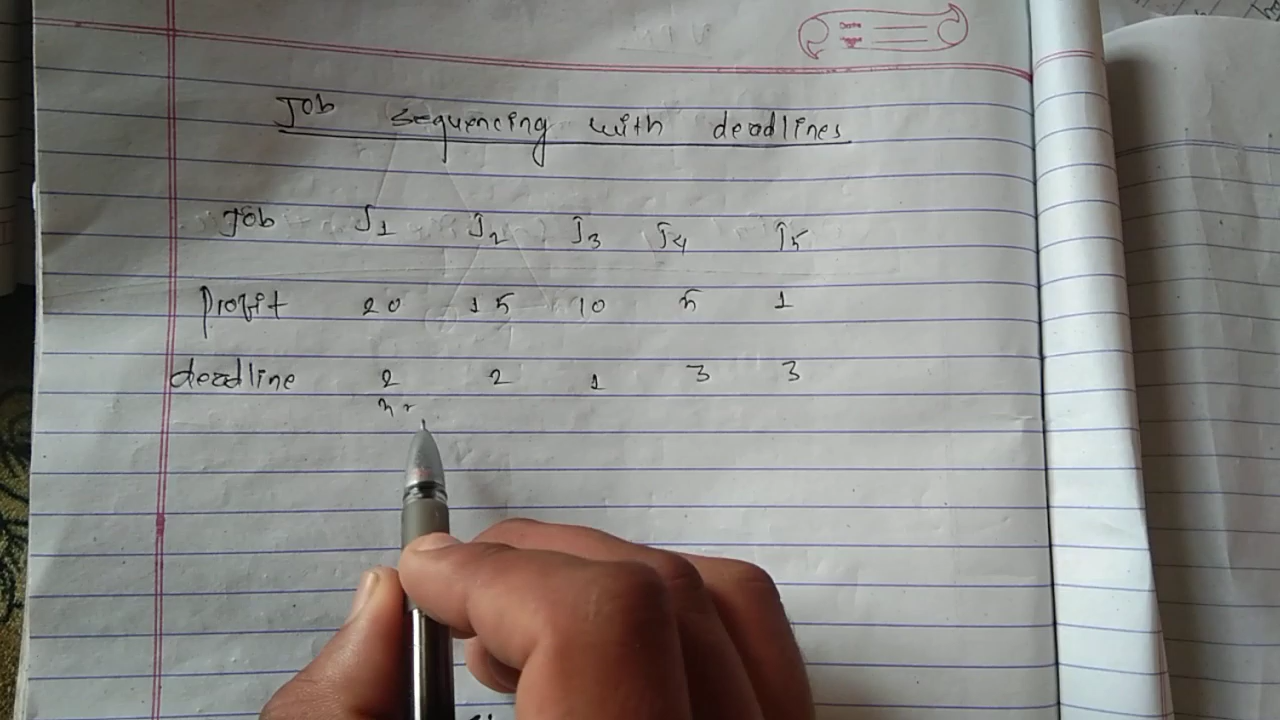 Job sequencing with deadlines
Job J1 J2 J3 J4 J5
Profit 20 15 10 5 1
deadline 2 2 1 3 3
hr